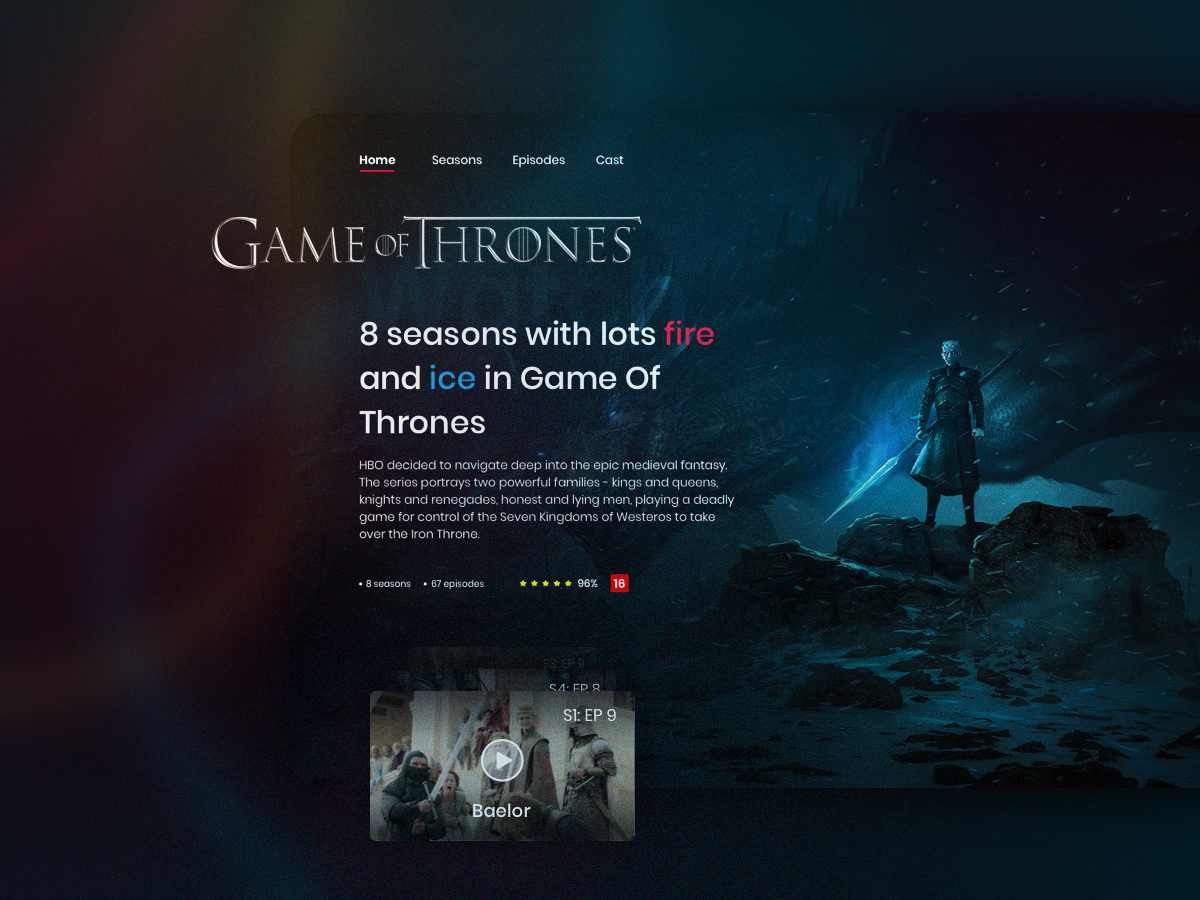 Home Seasons Episodes Cast
GAME OF THRONES
watch
8 seasons with lots fire
and ice in Game Of
Thrones
HBO decided to navigate deep into the epic medieval fantasy.
The series portrays two powerful families - kings and queens,
knights and renegades, honest and lying men, playing a deadly
game for control of the Seven Kingdoms of Westeros to take
over the Iron Throne.
• 8 seasons • 67 episodes ★★★★★ 96% 16
S3: EP 9
S4: EP 8
S1: EP 9
Baelor